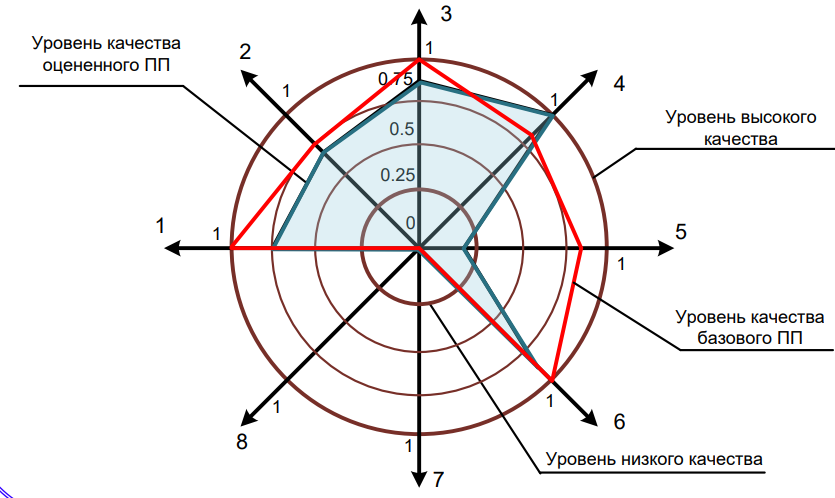 3
Уровень качества
оцененного ПП
2
1
0.75
4
1
1
Уровень высокого
качества
0.5
0.25
0
1
1
5
1
Уровень качества
базового ПП
1
1
6
8
1
7
Уровень низкого качества